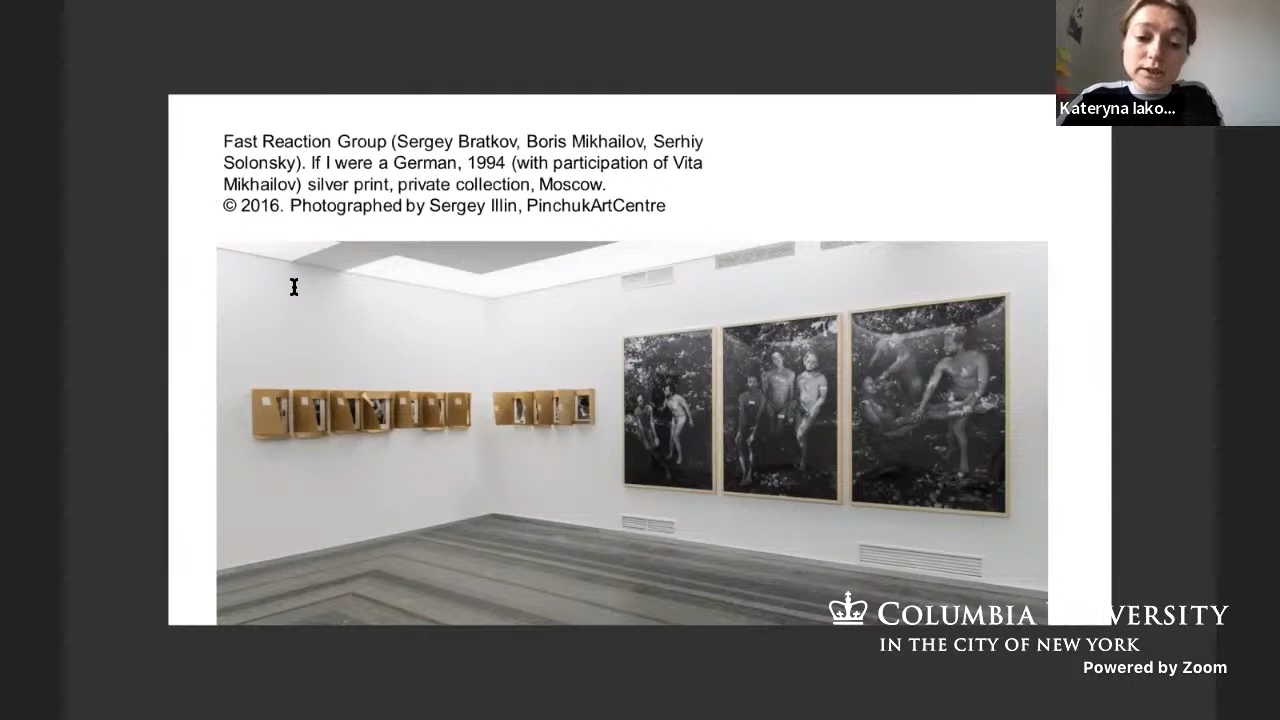 Kateryna Iako...
Fast Reaction Group (Sergey Bratkov, Boris Mikhailov, Serhiy
Solonsky). If I were a German, 1994 (with participation of Vita
Mikhailov) silver print, private collection, Moscow.
© 2016. Photographed by Sergey Illin, PinchukArtCentre
COLUMBIA UNIVERSITY
IN THE CITY OF NEW YORK
Powered by Zoom